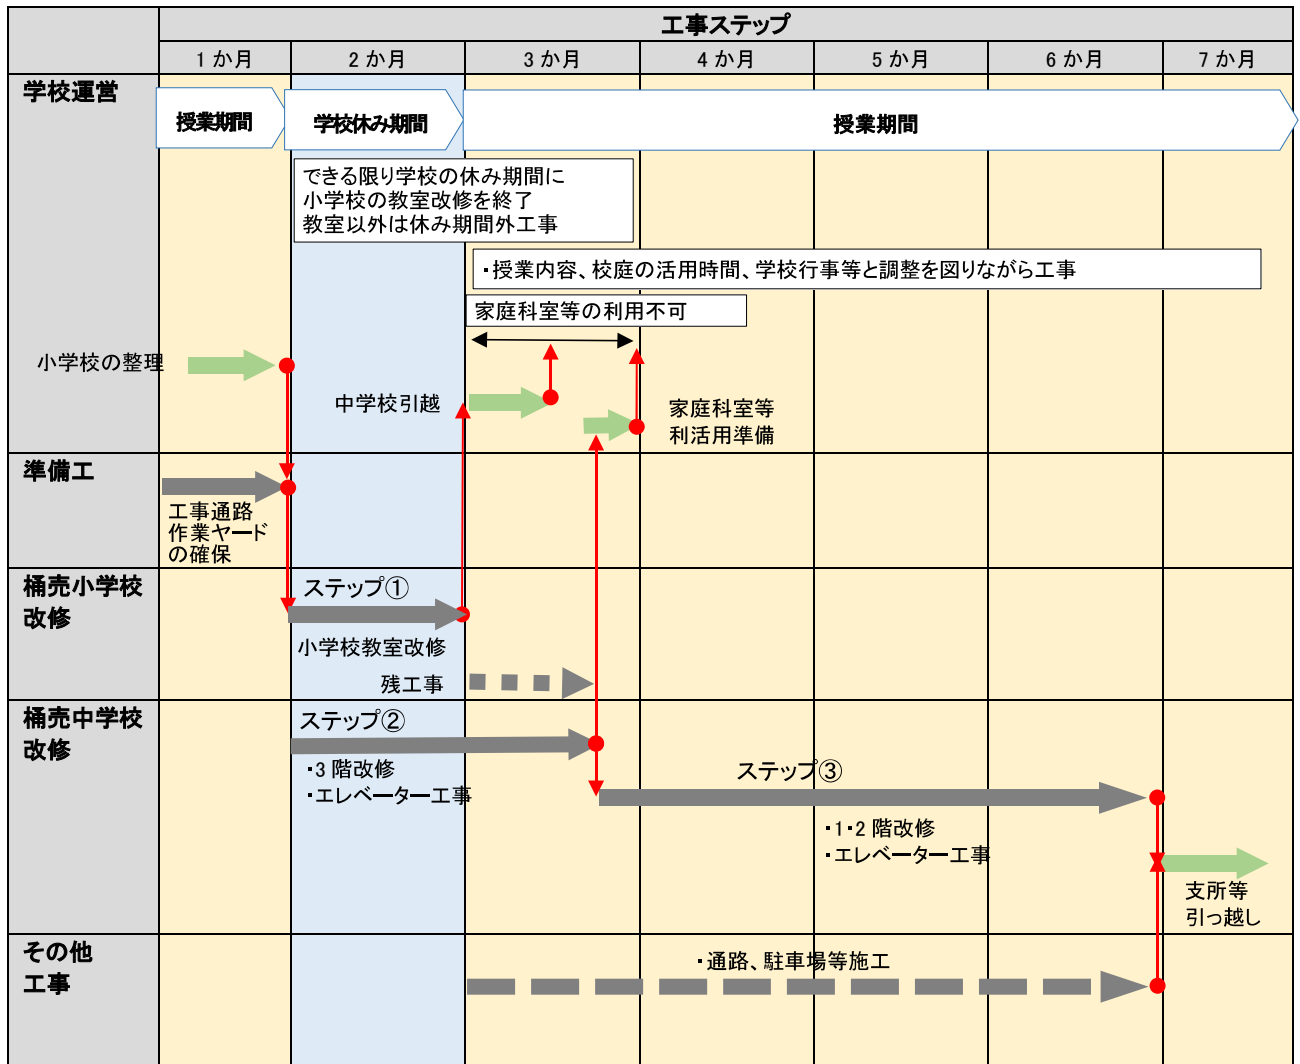 工事ステップ
1 か月
2 か月
3 か月
4 か月
5 か月
6 か月
7 か月
学校運営
授業期間
学校休み期間
授業期間
できる限り学校の休み期間に
小学校の教室改修を終了
教室以外は休み期間外工事
・授業内容、校庭の活用時間、学校行事等と調整を図りながら工事
家庭科室等の利用不可
小学校の整理
中学校引越
家庭科室等
利活用準備
準備工
工事通路
作業ヤード
の確保
桶売小学校
改修
ステップ①
小学校教室改修
残工事
桶売中学校
改修
ステップ②
・3 階改修
・エレベーター工事
ステップ③
・1・2 階改修
・エレベーター工事
支所等
引っ越し
その他
工事
・通路、駐車場等施工